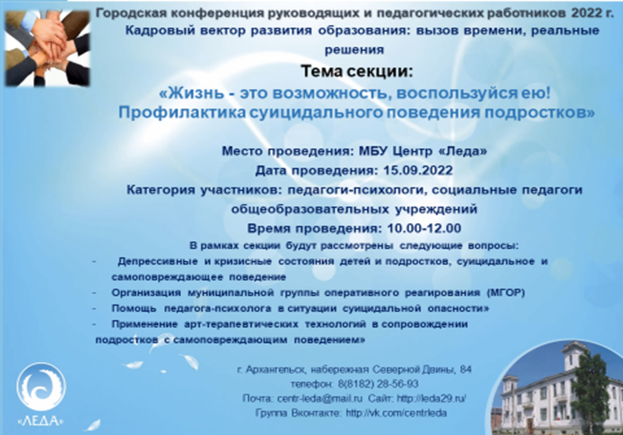 Городская конференция руководящих и педагогических работников 2022 г.
Кадровый вектор развития образования: вызов времени, реальные
решения
Тема секции:
«Жизнь - это возможность, воспользуйся ею!
Профилактика суицидального поведения подростков»
Место проведения: МБУ Центр «Леда»
Дата проведения: 15.09.2022
Категория участников: педагоги-психологи, социальные педагоги
общеобразовательных учреждений
Время проведения: 10.00-12.00
В рамках секции будут рассмотрены следующие вопросы:
- Депрессивные и кризисные состояния детей и подростков, суицидальное и
самоповреждающее поведение
- Организация муниципальной группы оперативного реагирования (МГОР)
- Помощь педагога-психолога в ситуации суицидальной опасности»
- Применение арт-терапевтических технологий в сопровождении
подростков с самоповреждающим поведением»
г. Архангельск, набережная Северной Двины, 84
телефон: 8(8182) 28-56-93
Почта: centr-leda@mail.ru Сайт: http://leda29.ru/
Группа Вконтакте: http://vk.com/centrleda
«ЛЕДА»